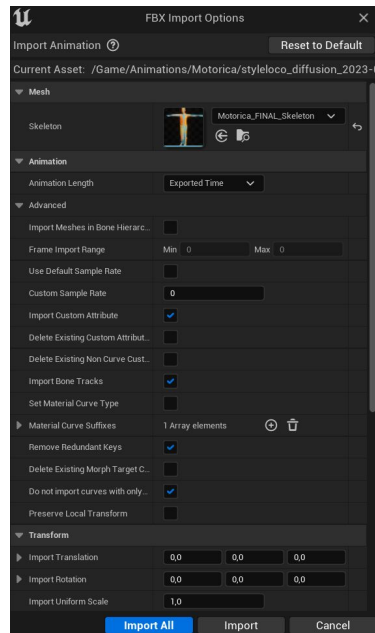 FBX Import Options
Import Animation
Reset to Default
Current Asset: /Game/Animations/Motorica/styleloco_diffusion_2023-
Mesh
Skeleton
Motorica_FINAL_Skeleton
Animation
Animation Length
Exported Time
Advanced
Import Meshes in Bone Hierarc...
Frame Import Range
Min 0 Max 0
Use Default Sample Rate
Custom Sample Rate
0
Import Custom Attribute
Delete Existing Custom Attribut...
Delete Existing Non Curve Cust...
Import Bone Tracks
Set Material Curve Type
Material Curve Suffixes
1 Array elements
Remove Redundant Keys
Delete Existing Morph Target C...
Do not import curves with only...
Preserve Local Transform
Transform
Import Translation
0,0 0,0 0,0
Import Rotation
0,0 0,0 0,0
Import Uniform Scale
1,0
Import All Import Cancel